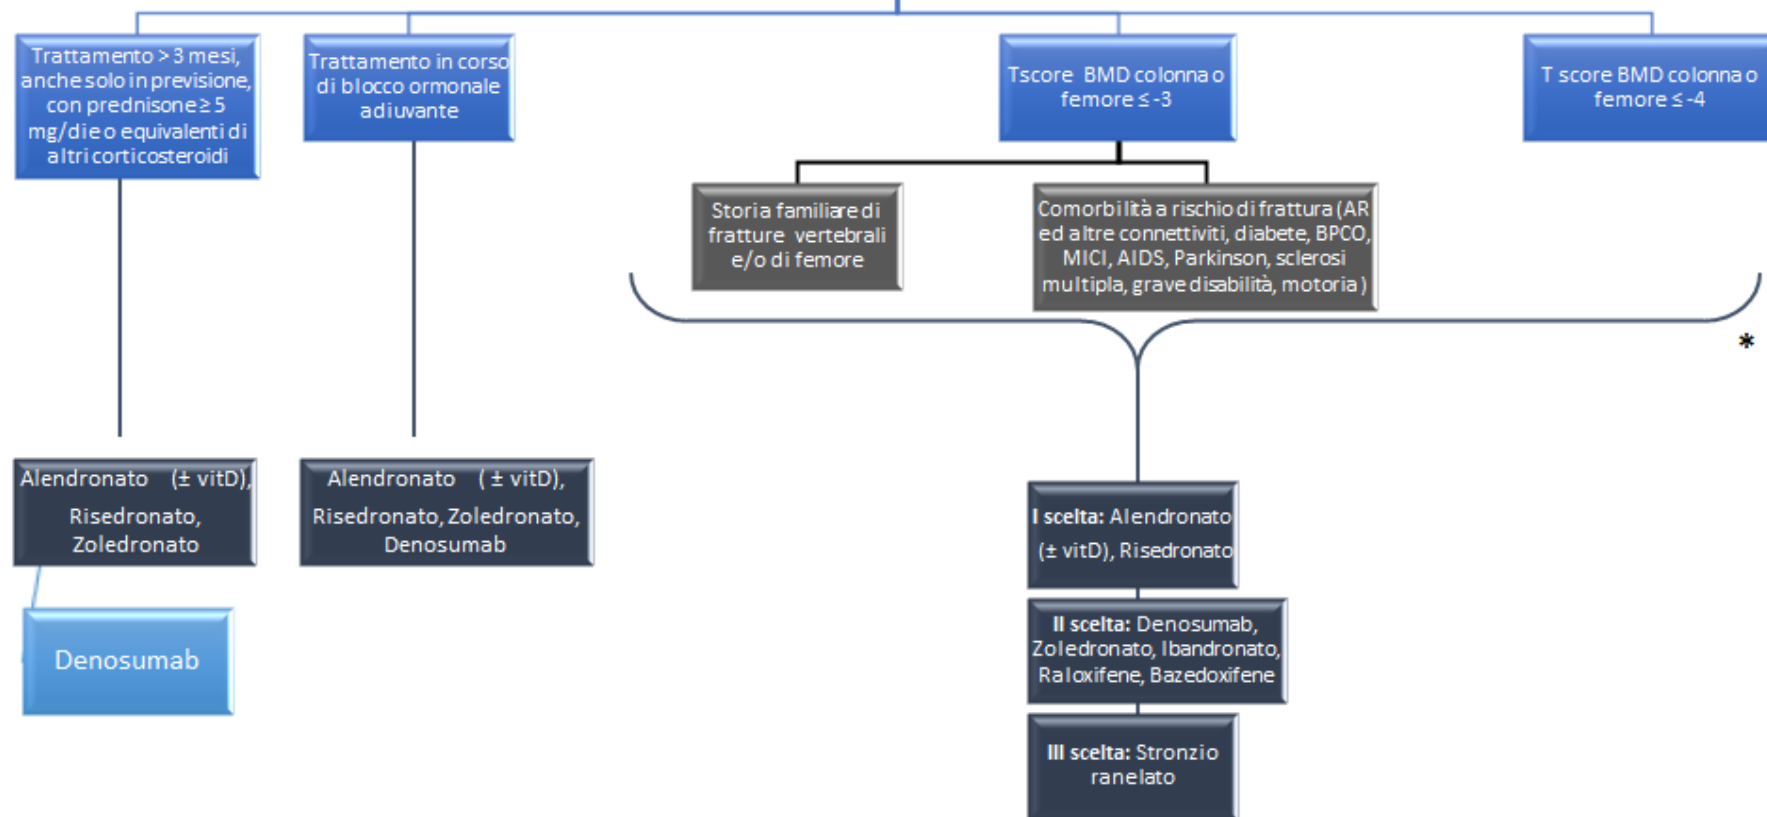 Trattamento > 3 mesi,
anche solo in previsione,
con prednisone ≥ 5
mg/die o equivalenti di
altri corticosteroidi
Trattamento in corso
di blocco ormonale
adiuvante
Tscore BMD colonna o
femore ≤ -3
T score BMD colonna o
femore ≤ -4
Storia familiare di
fratture vertebrali
e/o di femore
Comorbilità a rischio di frattura (AR
ed altre connettiviti, diabete, BPCO,
MICI, AIDS, Parkinson, sclerosi
multipla, grave disabilità, motoria )
*
Alendronato (± vitD),
Risedronato,
Zoledronato
Alendronato ( ± vitD),
Risedronato, Zoledronato,
Denosumab
Denosumab
I scelta: Alendronato
(± vitD), Risedronato
II scelta: Denosumab,
Zoledronato, Ibandronato,
Raloxifene, Bazedoxifene
III scelta: Stronzio
ranelato